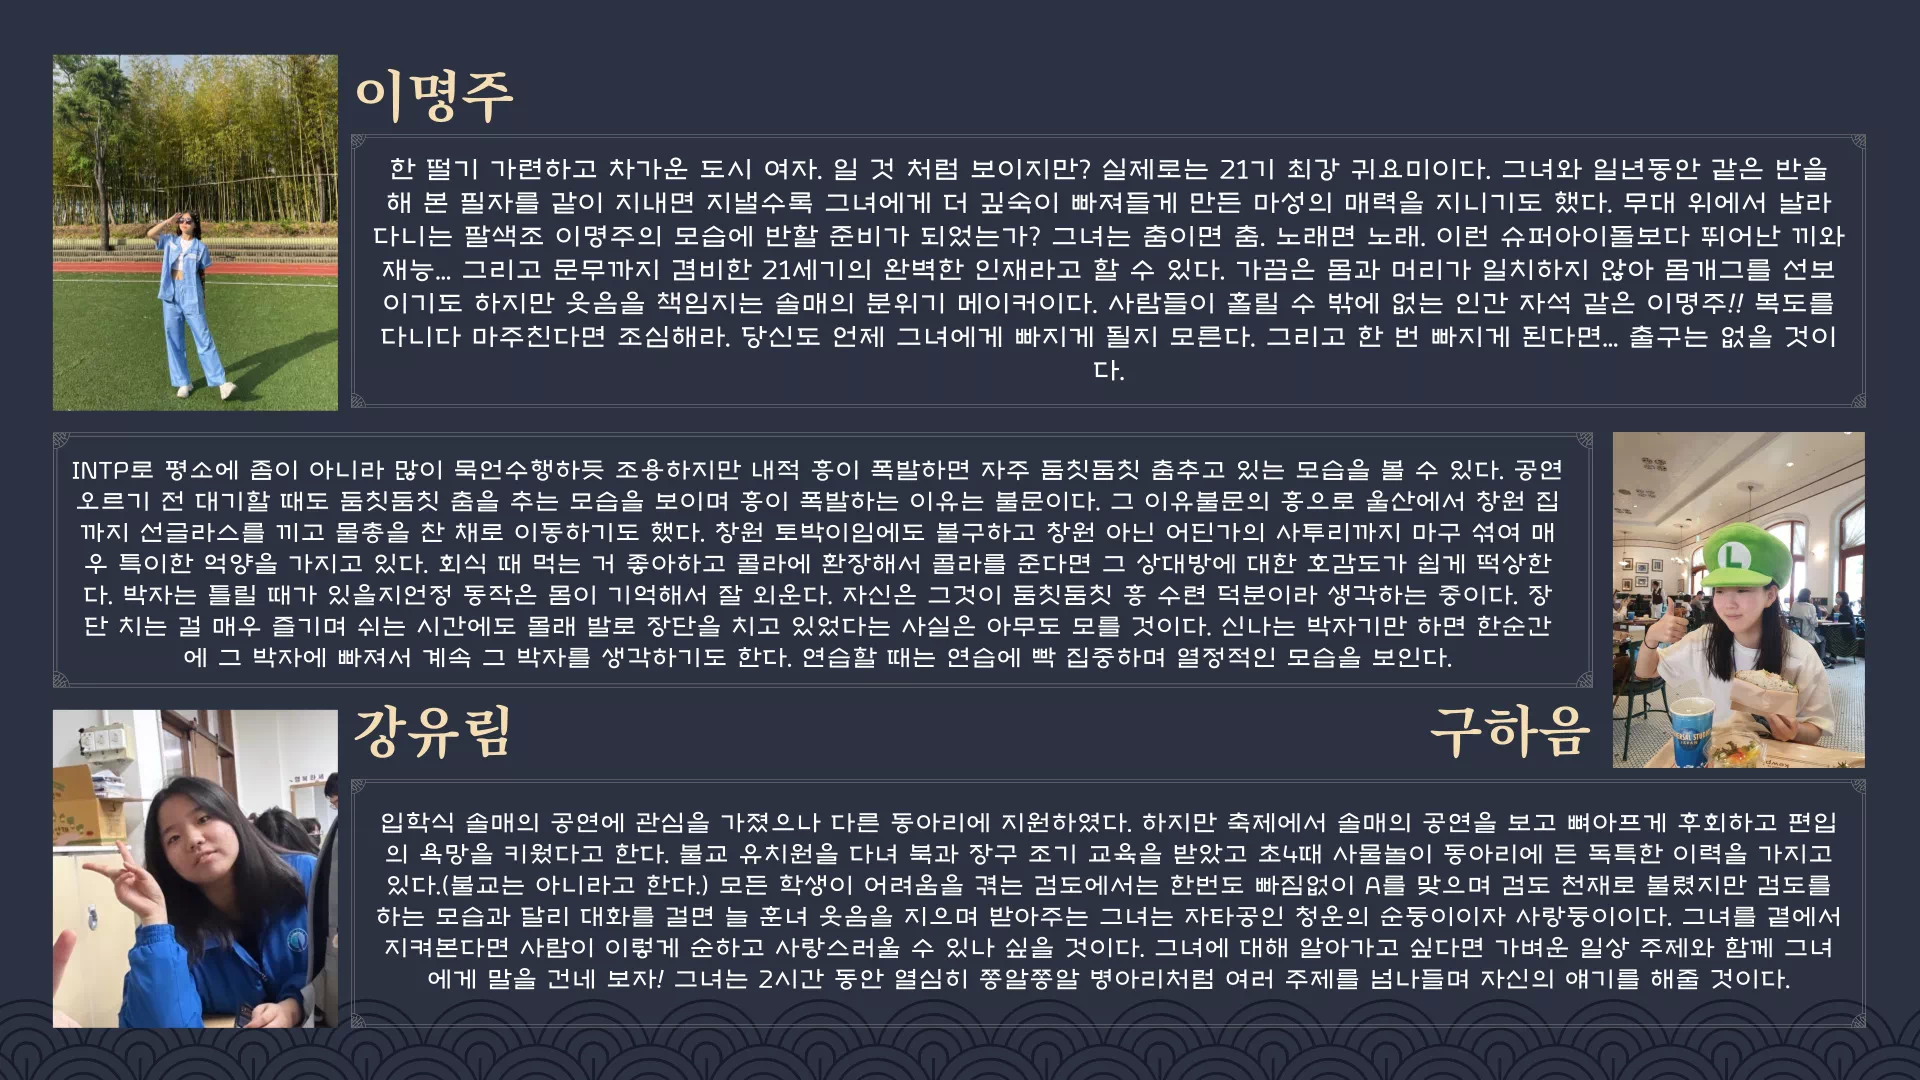 이명주
한 떨기 가련하고 차가운 도시 여자. 일 것 처럼 보이지만? 실제로는 21기 최강 귀요미이다. 그녀와 일년동안 같은 반을
해 본 필자를 같이 지내면 지낼수록 그녀에게 더 깊숙이 빠져들게 만든 마성의 매력을 지니기도 했다. 무대 위에서 날라
다니는 팔색조 이명주의 모습에 반할 준비가 되었는가? 그녀는 춤이면 춤. 노래면 노래. 이런 슈퍼아이돌보다 뛰어난 끼와
재능... 그리고 문무까지 겸비한 21세기의 완벽한 인재라고 할 수 있다. 가끔은 몸과 머리가 일치하지 않아 몸개그를 선보
이기도 하지만 웃음을 책임지는 솔매의 분위기 메이커이다. 사람들이 홀릴 수 밖에 없는 인간 자석 같은 이명주!! 복도를
다니다 마주친다면 조심해라. 당신도 언제 그녀에게 빠지게 될지 모른다. 그리고 한 번 빠지게 된다면... 출구는 없을 것이
다.
INTP로 평소에 좀이 아니라 많이 묵언수행하듯 조용하지만 내적 흥이 폭발하면 자주 둠칫둠칫 춤추고 있는 모습을 볼 수 있다. 공연
오르기 전 대기할 때도 둠칫둠칫 춤을 추는 모습을 보이며 흥이 폭발하는 이유는 불문이다. 그 이유불문의 흥으로 울산에서 창원 집
까지 선글라스를 끼고 물총을 찬 채로 이동하기도 했다. 창원 토박이임에도 불구하고 창원 아닌 어딘가의 사투리까지 마구 섞여 매
우 특이한 억양을 가지고 있다. 회식 때 먹는 거 좋아하고 콜라에 환장해서 콜라를 준다면 그 상대방에 대한 호감도가 쉽게 떡상한
다. 박자는 틀릴 때가 있을지언정 동작은 몸이 기억해서 잘 외운다. 자신은 그것이 둠칫둠칫 흥 수련 덕분이라 생각하는 중이다. 장
단 치는 걸 매우 즐기며 쉬는 시간에도 몰래 발로 장단을 치고 있었다는 사실은 아무도 모를 것이다. 신나는 박자기만 하면 한순간
에 그 박자에 빠져서 계속 그 박자를 생각하기도 한다. 연습할 때는 연습에 빡 집중하며 열정적인 모습을 보인다.
구하음
L
강유림
입학식 솔매의 공연에 관심을 가졌으나 다른 동아리에 지원하였다. 하지만 축제에서 솔매의 공연을 보고 뼈아프게 후회하고 편입
의 욕망을 키웠다고 한다. 불교 유치원을 다녀 북과 장구 조기 교육을 받았고 초4때 사물놀이 동아리에 든 독특한 이력을 가지고
있다.(불교는 아니라고 한다.) 모든 학생이 어려움을 겪는 검도에서는 한번도 빠짐없이 A를 맞으며 검도 천재로 불렸지만 검도를
하는 모습과 달리 대화를 걸면 늘 훈녀 웃음을 지으며 받아주는 그녀는 자타공인 청운의 순둥이이자 사랑둥이이다. 그녀를 곁에서
지켜본다면 사람이 이렇게 순하고 사랑스러울 수 있나 싶을 것이다. 그녀에 대해 알아가고 싶다면 가벼운 일상 주제와 함께 그녀
에게 말을 건네 보자! 그녀는 2시간 동안 열심히 쫑알쫑알 병아리처럼 여러 주제를 넘나들며 자신의 얘기를 해줄 것이다.